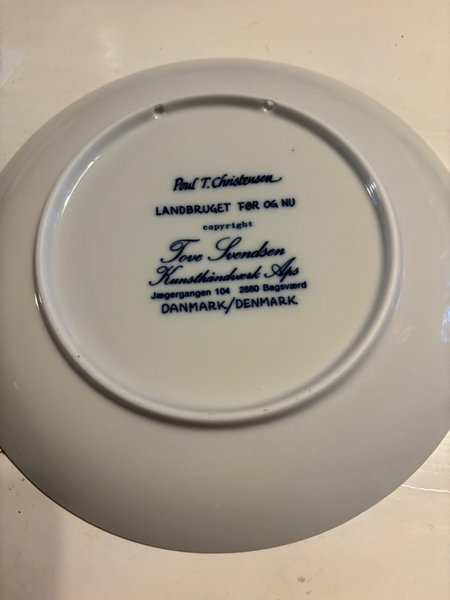 Poul T. Christensen
LANDBRUGET FØR OG NU
copyright
Tove Svendsen
Kunsthåndværk Aps
Jægergangen 104 2880 Bagsværd
DANMARK/DENMARK